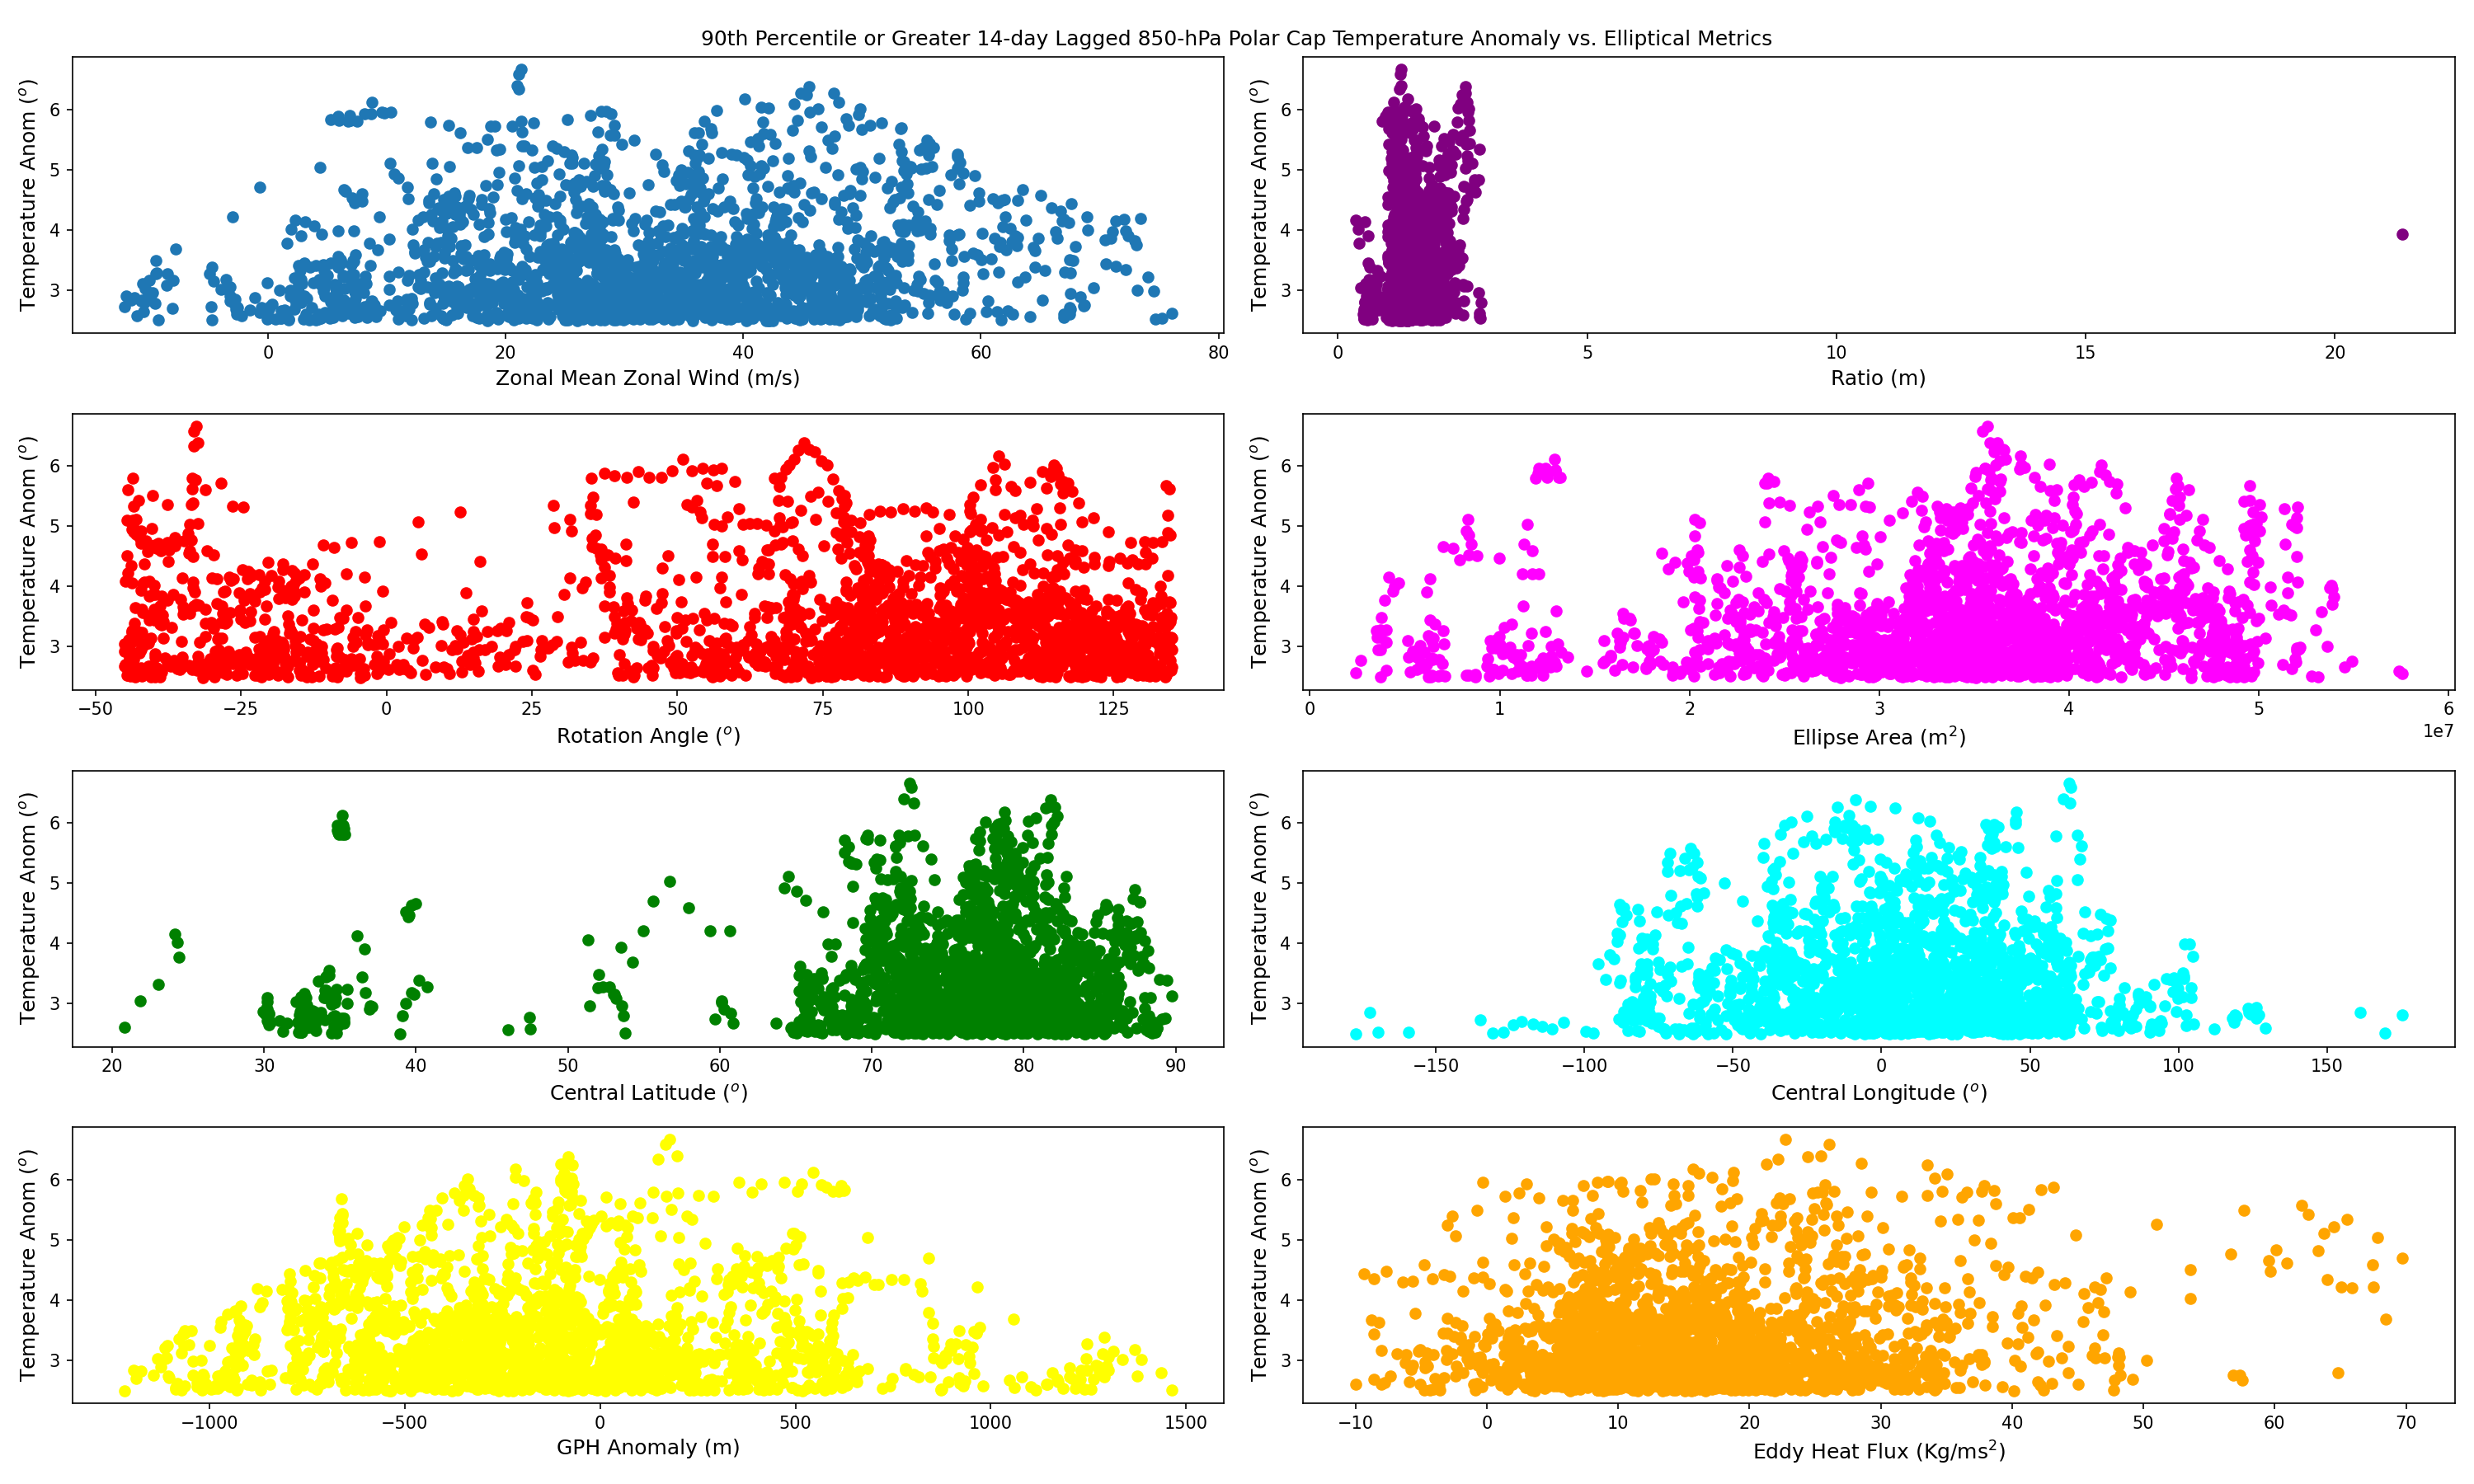 90th Percentile or Greater 14-day Lagged 850-hPa Polar Cap Temperature Anomaly vs. Elliptical Metrics
Temperature Anom (°)
6
5
4
3
0 20 40 60 80
Zonal Mean Zonal Wind (m/s)
Temperature Anom (°)
6
5
4
3
0 5 10 15 20
Ratio (m)
Temperature Anom (°)
6
5
4
3
−50 −25 0 25 50 75 100 125
Rotation Angle (°)
Temperature Anom (°)
6
5
4
3
0 1 2 3 4 5 6
1e7
Ellipse Area (m²)
Temperature Anom (°)
6
5
4
3
20 30 40 50 60 70 80 90
Central Latitude (°)
Temperature Anom (°)
6
5
4
3
−150 −100 −50 0 50 100 150
Central Longitude (°)
Temperature Anom (°)
6
5
4
3
−1000 −500 0 500 1000 1500
GPH Anomaly (m)
Temperature Anom (°)
6
5
4
3
−10 0 10 20 30 40 50 60 70
Eddy Heat Flux (Kg/ms²)